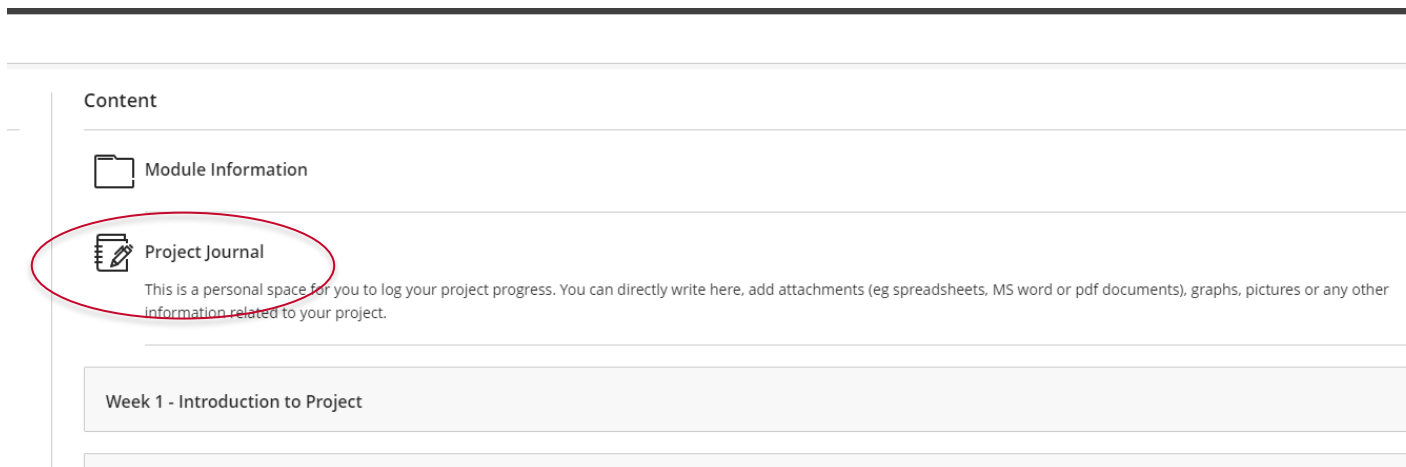 Content
Module Information
Project Journal
This is a personal space for you to log your project progress. You can directly write here, add attachments (eg spreadsheets, MS word or pdf documents), graphs, pictures or any other
information related to your project.
Week 1 - Introduction to Project